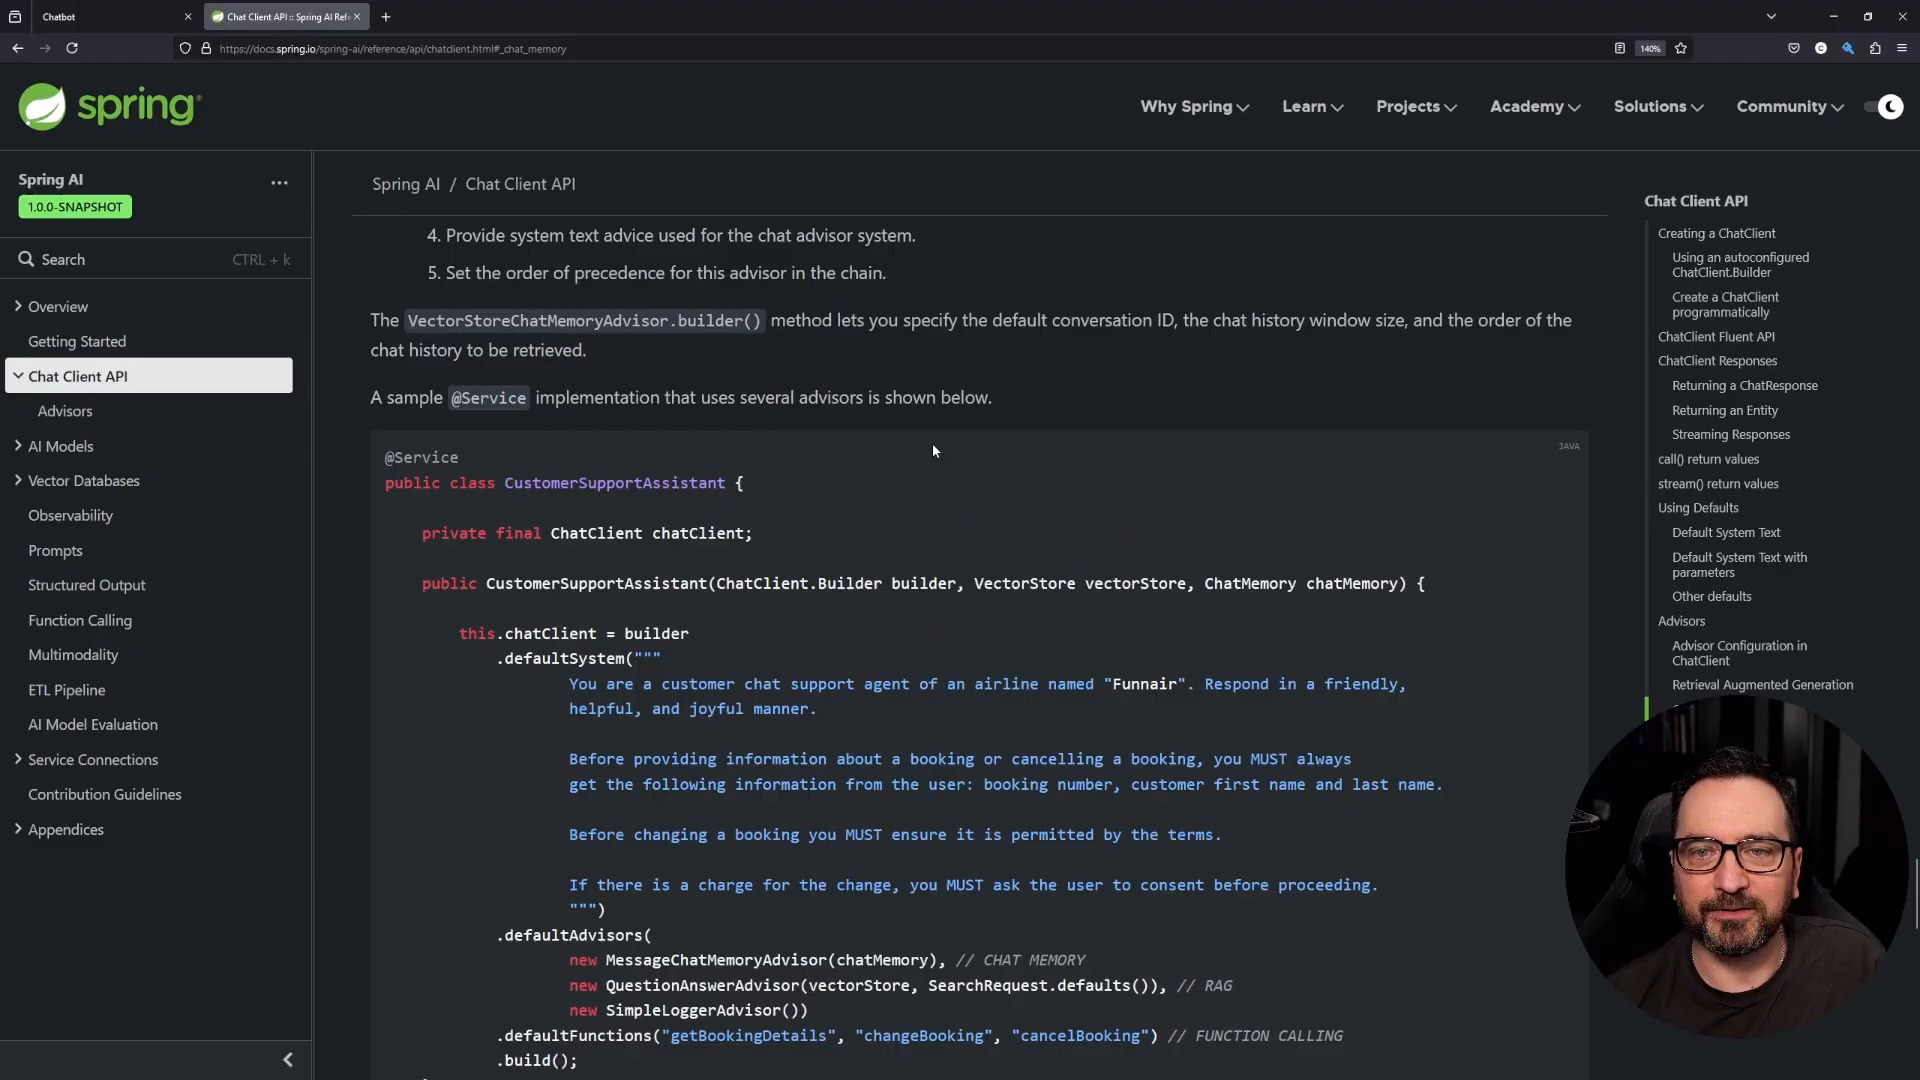 Chatbot
Chat Client API :: Spring AI Ref
https://docs.spring.io/spring-ai/reference/api/chatclient.html#_chat_memory
140%
spring
Why Spring
Learn
Projects
Academy
Solutions
Community
Spring AI
1.0.0-SNAPSHOT
Search CTRL + k
Overview
Getting Started
Chat Client API
Advisors
AI Models
Vector Databases
Observability
Prompts
Structured Output
Function Calling
Multimodality
ETL Pipeline
AI Model Evaluation
Service Connections
Contribution Guidelines
Appendices
Spring AI / Chat Client API
4. Provide system text advice used for the chat advisor system.
5. Set the order of precedence for this advisor in the chain.
The VectorStoreChatMemoryAdvisor.builder() method lets you specify the default conversation ID, the chat history window size, and the order of the
chat history to be retrieved.
A sample @Service implementation that uses several advisors is shown below.
JAVA
@Service
public class CustomerSupportAssistant {
private final ChatClient chatClient;
public CustomerSupportAssistant(ChatClient.Builder builder, VectorStore vectorStore, ChatMemory chatMemory) {
this.chatClient = builder
.defaultSystem("""
You are a customer chat support agent of an airline named "Funnair". Respond in a friendly,
helpful, and joyful manner.
Before providing information about a booking or cancelling a booking, you MUST always
get the following information from the user: booking number, customer first name and last name.
Before changing a booking you MUST ensure it is permitted by the terms.
If there is a charge for the change, you MUST ask the user to consent before proceeding.
""")
.defaultAdvisors(
new MessageChatMemoryAdvisor(chatMemory), // CHAT MEMORY
new QuestionAnswerAdvisor(vectorStore, SearchRequest.defaults()), // RAG
new SimpleLoggerAdvisor())
.defaultFunctions("getBookingDetails", "changeBooking", "cancelBooking") // FUNCTION CALLING
.build();
Chat Client API
Creating a ChatClient
Using an autoconfigured
ChatClient.Builder
Create a ChatClient
programmatically
ChatClient Fluent API
ChatClient Responses
Returning a ChatResponse
Returning an Entity
Streaming Responses
call() return values
stream() return values
Using Defaults
Default System Text
Default System Text with
parameters
Other defaults
Advisors
Advisor Configuration in
ChatClient
Retrieval Augmented Generation